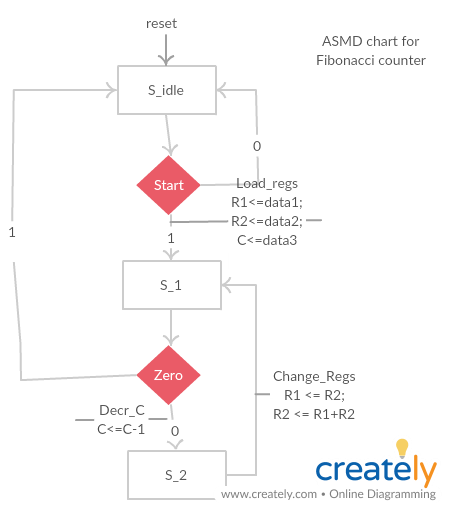 reset
ASMD chart for
Fibonacci counter
S_idle
0
Start
Load_regs
R1<=data1;
R2<=data2;
C<=data3
1
1
S_1
Zero
Change_Regs
R1 <= R2;
R2 <= R1+R2
Decr_C
C<=C-1
0
S_2
creately
www.creately.com • Online Diagramming